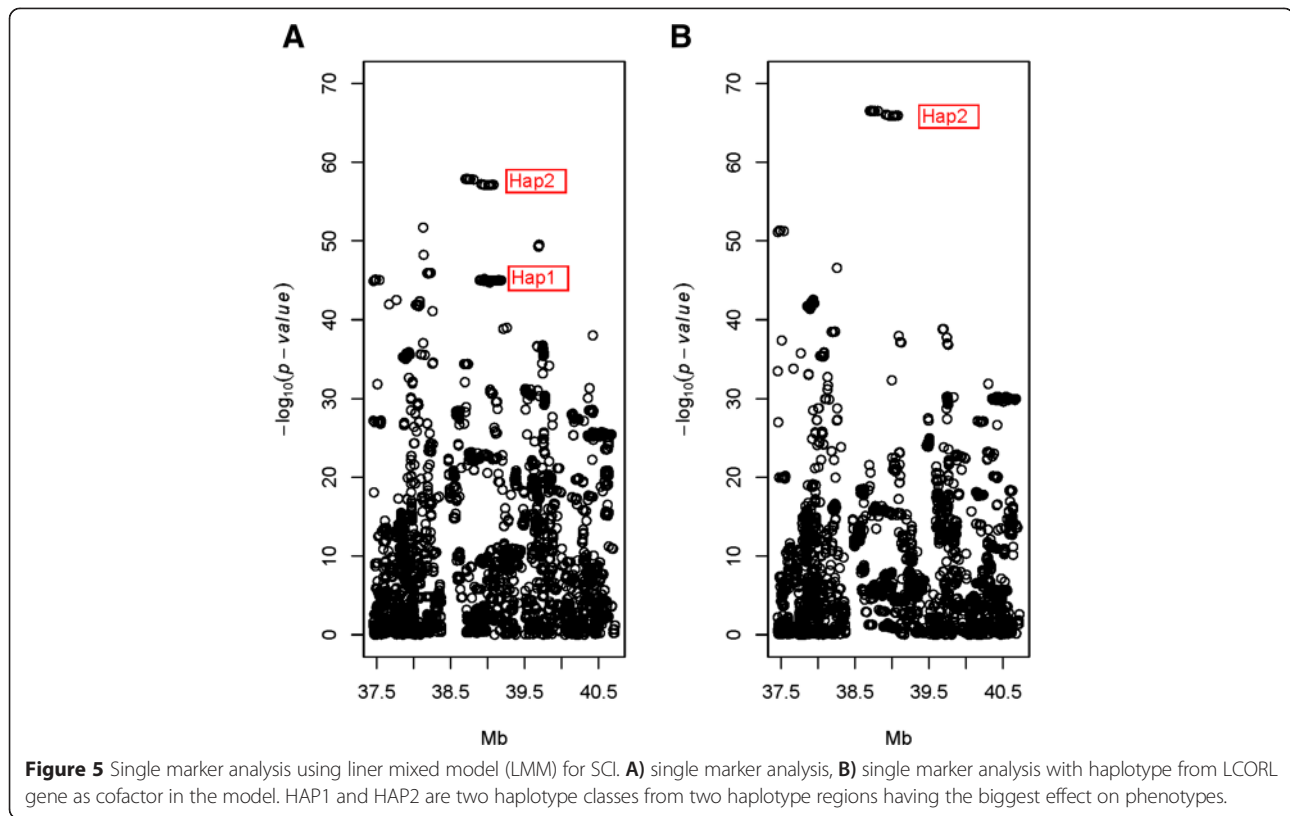 A
B
70
60
50
40
30
20
10
0
−log10(p − value)
Hap2
Hap1
37.5 38.5 39.5 40.5
Mb
70
60
50
40
30
20
10
0
−log10(p − value)
Hap2
37.5 38.5 39.5 40.5
Mb
Figure 5 Single marker analysis using liner mixed model (LMM) for SCI. A) single marker analysis, B) single marker analysis with haplotype from LCORL
gene as cofactor in the model. HAP1 and HAP2 are two haplotype classes from two haplotype regions having the biggest effect on phenotypes.